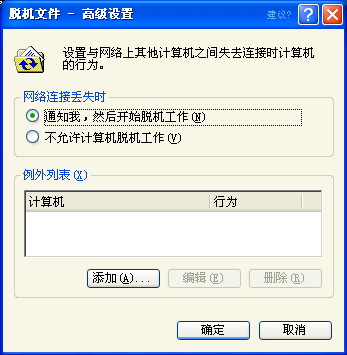 脱机文件 - 高级设置 建议?
设置与网络上其他计算机之间失去连接时计算机
的行为。
网络连接丢失时
通知我，然后开始脱机工作(N)
不允许计算机脱机工作(V)
例外列表(X)
计算机 行为
添加(A)... 编辑(E) 删除(R)
确定 取消